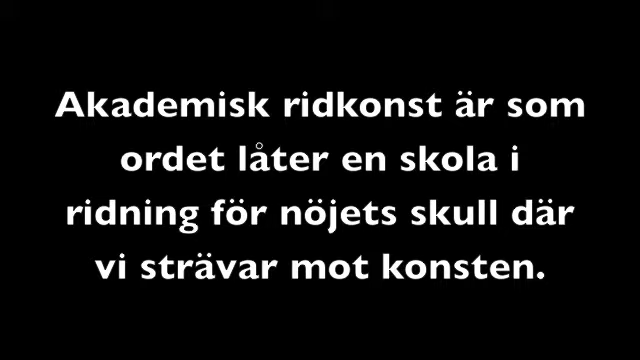 Akademisk ridkonst är som
ordet låter en skola i
ridning för nöjets skull där
vi strävar mot konsten.